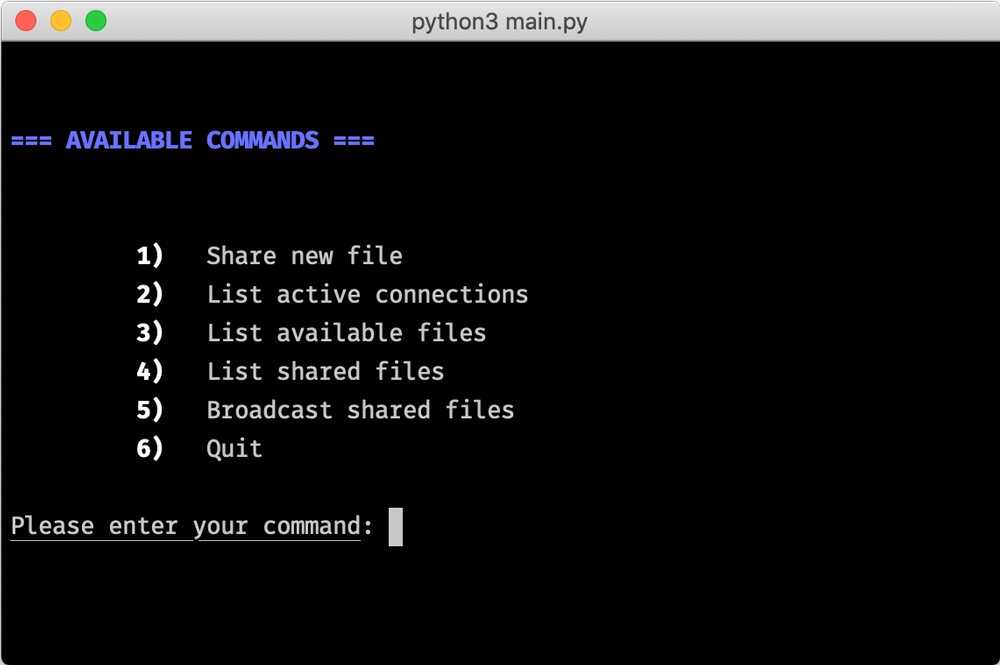 python3 main.py
=== AVAILABLE COMMANDS ===
1) Share new file
2) List active connections
3) List available files
4) List shared files
5) Broadcast shared files
6) Quit
Please enter your command: